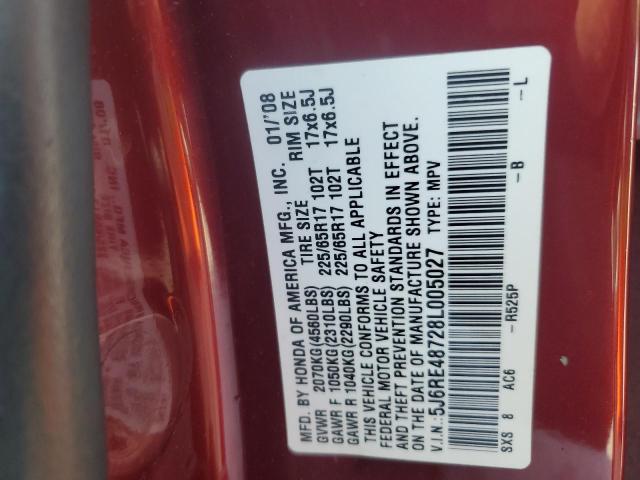 MFD. BY HONDA OF AMERICA MFG., INC. 01/'08
TIRE SIZE RIM SIZE
GVWR 2070KG(4560LBS)
GAWR F 1050KG(2310LBS) 225/65R17 102T 17x6.5J
GAWR R 1040KG(2290LBS) 225/65R17 102T 17x6.5J
THIS VEHICLE CONFORMS TO ALL APPLICABLE
FEDERAL MOTOR VEHICLE SAFETY
AND THEFT PREVENTION STANDARDS IN EFFECT
ON THE DATE OF MANUFACTURE SHOWN ABOVE.
V.I.N.:5J6RE48728L005027 TYPE: MPV
SXS 8 AC6 -R525P -B -L